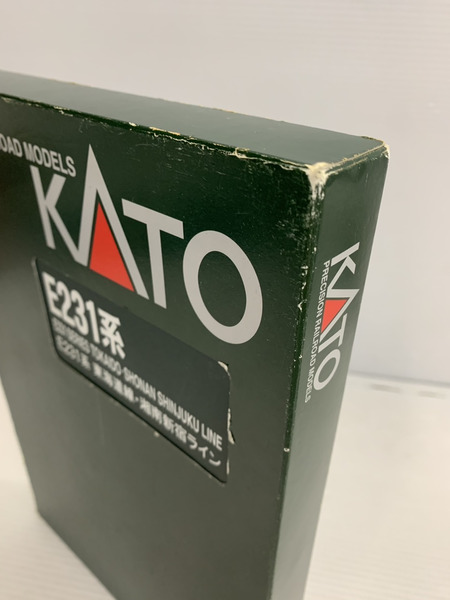 ROAD MODELS
KATO
E231系
E231 SERIES TOKAIDO·SHONAN SHINJUKU LINE
E231系 東海道線·湘南新宿ライン
KATO
PRECISION RAILROAD MODELS